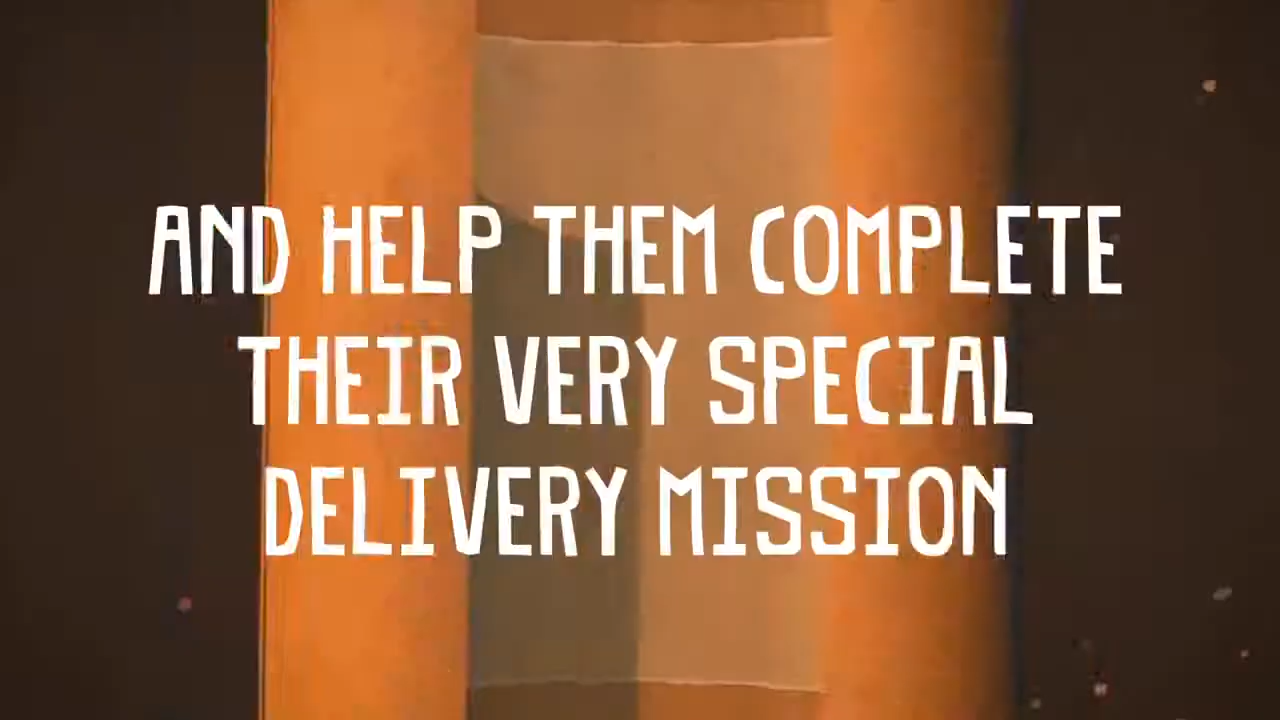 AND HELP THEM COMPLETE
THEIR VERY SPECIAL
DELIVERY MISSION